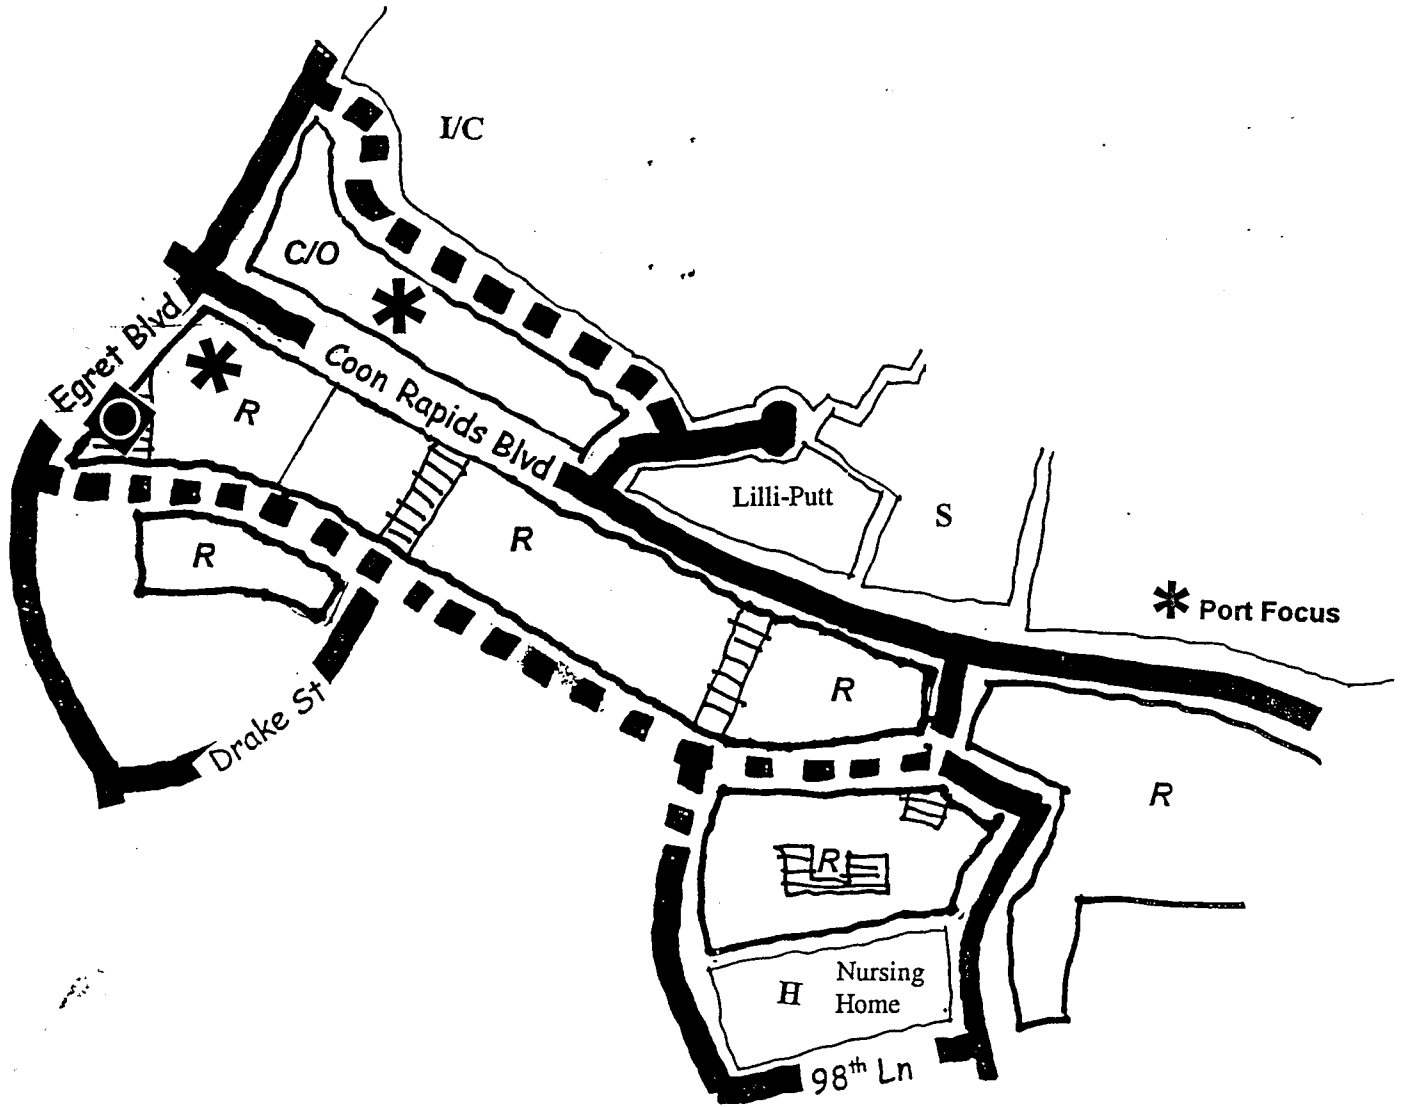 I/C
C/O
Egret Blvd
R
Coon Rapids Blvd
Lilli-Putt
S
R
R
Port Focus
R
Drake St
R
R
H Nursing
Home
98th Ln